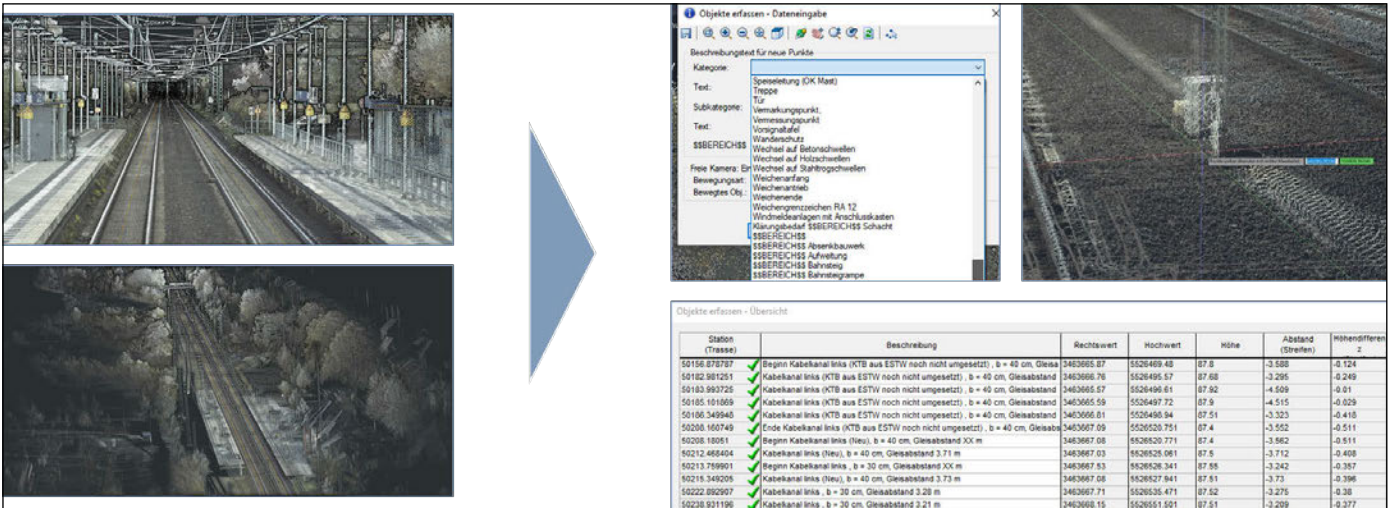 Objekte erfassen - Dateneingabe
Beschreibungstext für neue Punkte
Kategorie:
Text:
Subkategorie:
Text:
$$BEREICH$$
Freie Kamera: Ein
Bewegungsart:
Bewegtes Obj.:
Speiseleitung (OK Mast)
Treppe
Tür
Vermarkungspunkt,
Vermessungspunkt
Vorsignaltafel
Wanderschutz
Wechsel auf Betonschwellen
Wechsel auf Holzschwellen
Wechsel auf Stahltrogschwellen
Weichenanfang
Weichenantrieb
Weichenende
Weichengrenzzeichen RA 12
Windmeldeanlagen mit Anschlusskasten
Klärungsbedarf $$BEREICH$$ Schacht
$$BEREICH$$
$$BEREICH$$ Absenkbauwerk
$$BEREICH$$ Aufweitung
$$BEREICH$$ Bahnsteig
$$BEREICH$$ Bahnsteigrampe
Objekte erfassen - Übersicht
Station (Trasse) Beschreibung Rechtswert Hochwert Höhe Abstand (Streifen) Höhendifferen z
50156.878787 Beginn Kabelkanal links (KTB aus ESTW noch nicht umgesetzt) , b = 40 cm, Gleisa 3463665.87 5526469.48 87.8 -3.588 -0.124
50182.981251 Kabelkanal links (KTB aus ESTW noch nicht umgesetzt) , b = 40 cm, Gleisabstand 3463666.76 5526495.57 87.68 -3.295 -0.249
50183.993725 Kabelkanal links (KTB aus ESTW noch nicht umgesetzt) , b = 40 cm, Gleisabstand 3463665.57 5526496.61 87.92 -4.509 -0.01
50185.101869 Kabelkanal links (KTB aus ESTW noch nicht umgesetzt) , b = 40 cm, Gleisabstand 3463665.59 5526497.72 87.9 -4.515 -0.029
50186.349948 Kabelkanal links (KTB aus ESTW noch nicht umgesetzt) , b = 40 cm, Gleisabstand 3463666.81 5526498.94 87.51 -3.323 -0.418
50208.160749 Ende Kabelkanal links (KTB aus ESTW noch nicht umgesetzt) , b = 40 cm, Gleisabs 3463667.09 5526520.751 87.4 -3.552 -0.511
50208.18051 Beginn Kabelkanal links (Neu), b = 40 cm, Gleisabstand XX m 3463667.08 5526520.771 87.4 -3.562 -0.511
50212.468404 Kabelkanal links (Neu), b = 40 cm, Gleisabstand 3.71 m 3463667.03 5526525.061 87.5 -3.712 -0.408
50213.759901 Beginn Kabelkanal links , b = 30 cm, Gleisabstand XX m 3463667.53 5526526.341 87.55 -3.242 -0.357
50215.349205 Kabelkanal links (Neu), b = 40 cm, Gleisabstand 3.73 m 3463667.08 5526527.941 87.51 -3.73 -0.396
50222.892907 Kabelkanal links , b = 30 cm, Gleisabstand 3.28 m 3463667.71 5526535.471 87.52 -3.275 -0.38
50238.931196 Kabelkanal links , b = 30 cm, Gleisabstand 3.21 m 3463668.15 5526551.501 87.51 -3.209 -0.377